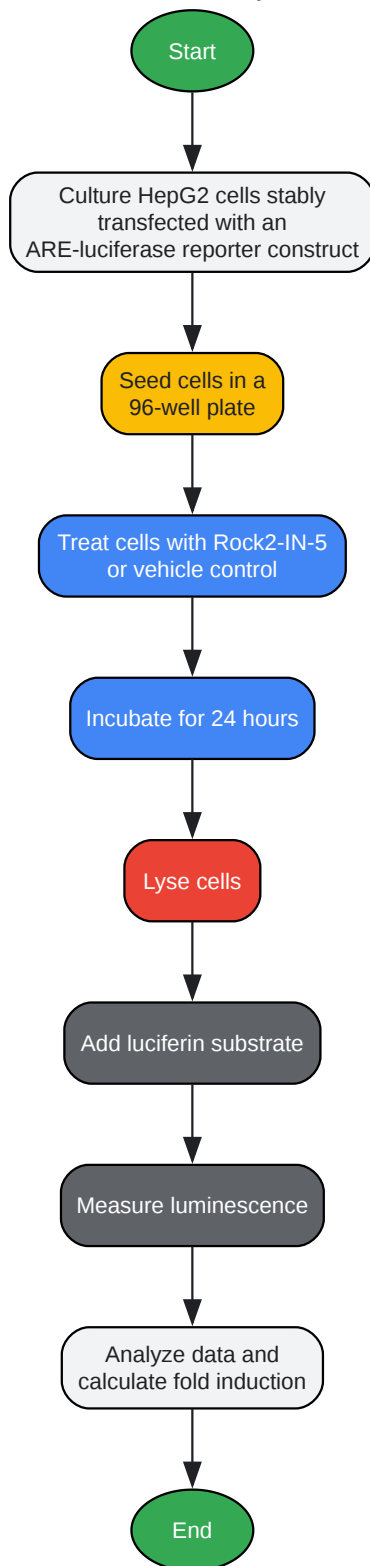 Start
Culture HepG2 cells stably
transfected with an
ARE-luciferase reporter construct
Seed cells in a
96-well plate
Treat cells with Rock2-IN-5
or vehicle control
Incubate for 24 hours
Lyse cells
Add luciferin substrate
Measure luminescence
Analyze data and
calculate fold induction
End